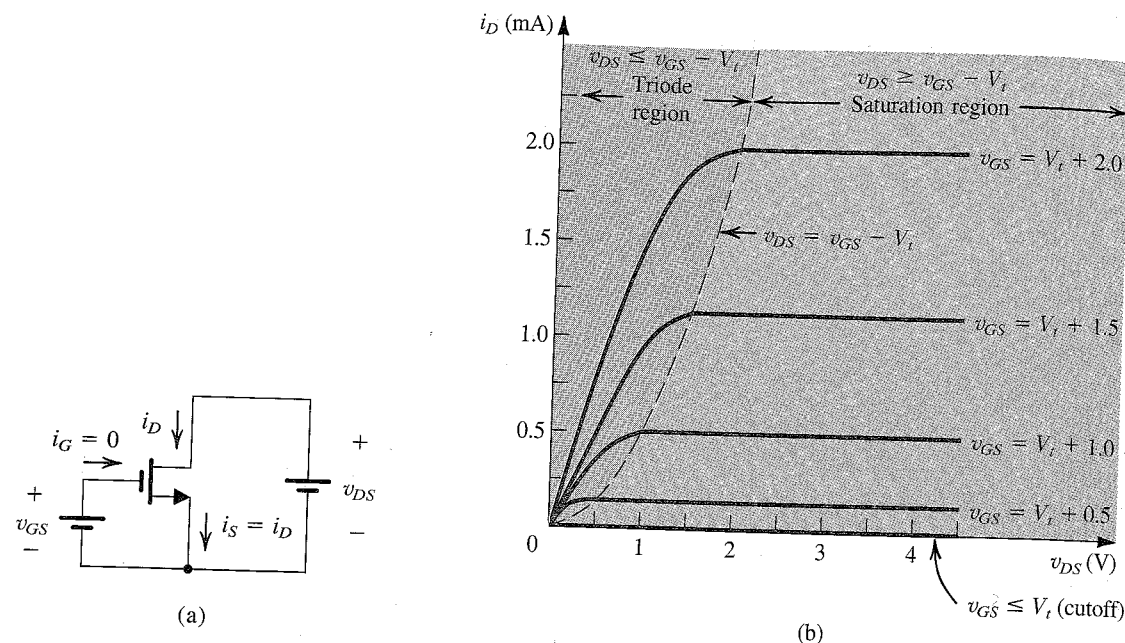 i_G = 0
i_D
+
v_GS
−
+
v_DS
−
i_S = i_D
(a)
i_D (mA)
v_DS ≤ v_GS − V_t
Triode
region
v_DS ≥ v_GS − V_t
Saturation region
2.0
1.5
1.0
0.5
0
1
2
3
4
v_GS = V_t + 2.0
v_DS = v_GS − V_t
v_GS = V_t + 1.5
v_GS = V_t + 1.0
v_GS = V_t + 0.5
v_DS (V)
v_GS ≤ V_t (cutoff)
(b)